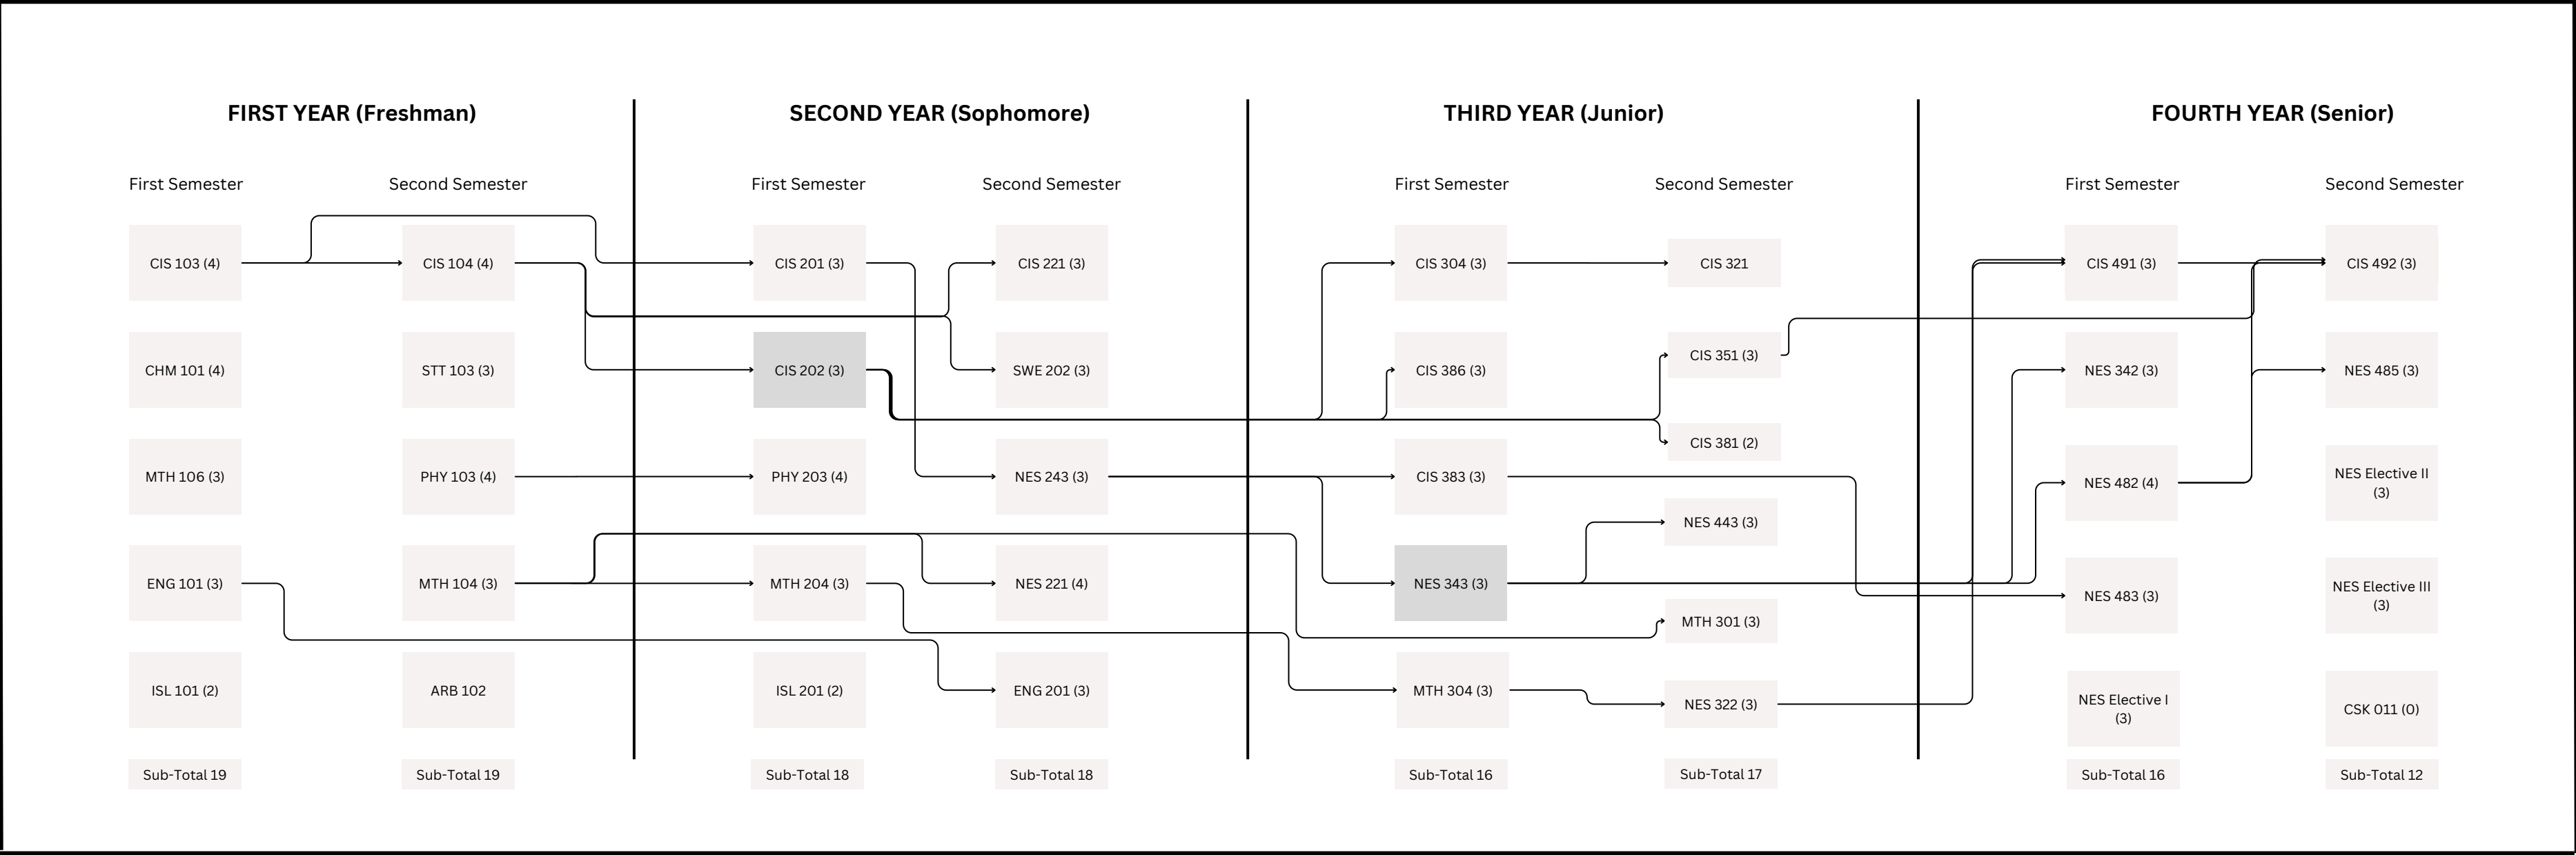 FIRST YEAR (Freshman)
SECOND YEAR (Sophomore)
THIRD YEAR (Junior)
FOURTH YEAR (Senior)
First Semester
Second Semester
First Semester
Second Semester
First Semester
Second Semester
First Semester
Second Semester
CIS 103 (4)
CHM 101 (4)
MTH 106 (3)
ENG 101 (3)
ISL 101 (2)
Sub-Total 19
CIS 104 (4)
STT 103 (3)
PHY 103 (4)
MTH 104 (3)
ARB 102
Sub-Total 19
CIS 201 (3)
CIS 202 (3)
PHY 203 (4)
MTH 204 (3)
ISL 201 (2)
Sub-Total 18
CIS 221 (3)
SWE 202 (3)
NES 243 (3)
NES 221 (4)
ENG 201 (3)
Sub-Total 18
CIS 304 (3)
CIS 386 (3)
CIS 383 (3)
NES 343 (3)
MTH 304 (3)
Sub-Total 16
CIS 321
CIS 351 (3)
CIS 381 (2)
NES 443 (3)
MTH 301 (3)
NES 322 (3)
Sub-Total 17
CIS 491 (3)
NES 342 (3)
NES 482 (4)
NES 483 (3)
NES Elective I
(3)
Sub-Total 16
CIS 492 (3)
NES 485 (3)
NES Elective II
(3)
NES Elective III
(3)
CSK 011 (0)
Sub-Total 12